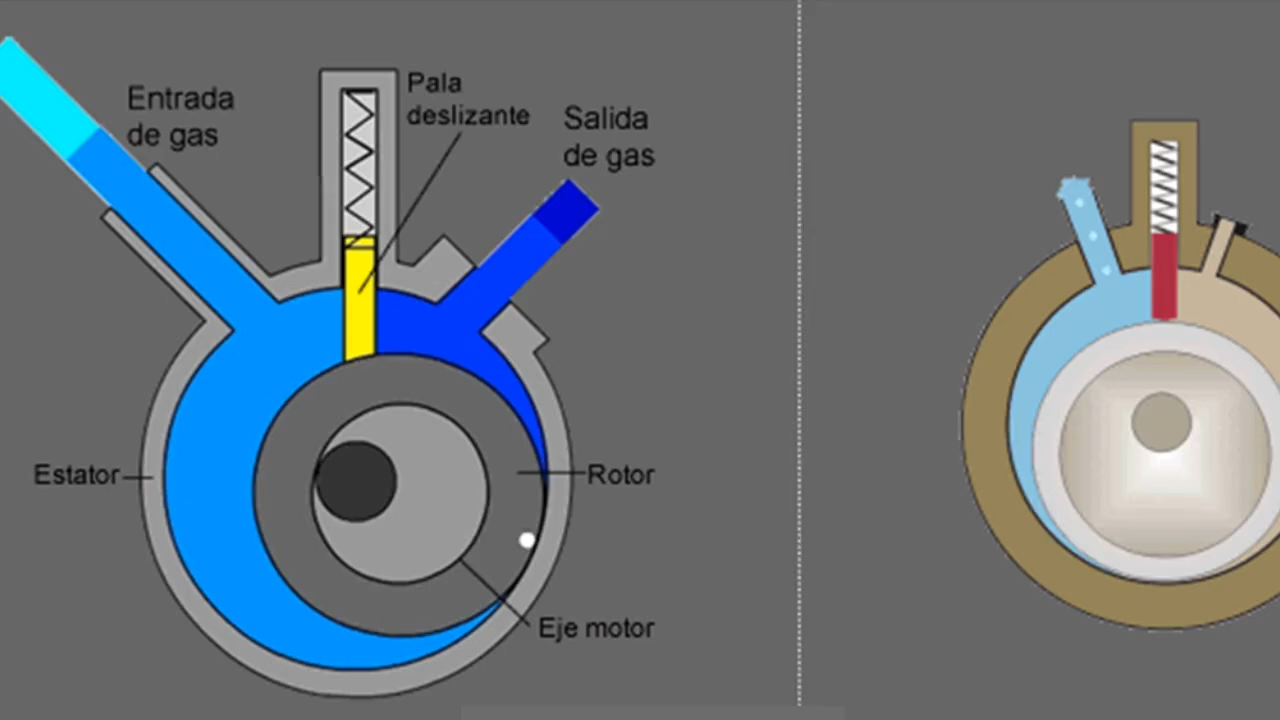 Entrada
de gas
Pala
deslizante
Salida
de gas
Estator
Rotor
Eje motor